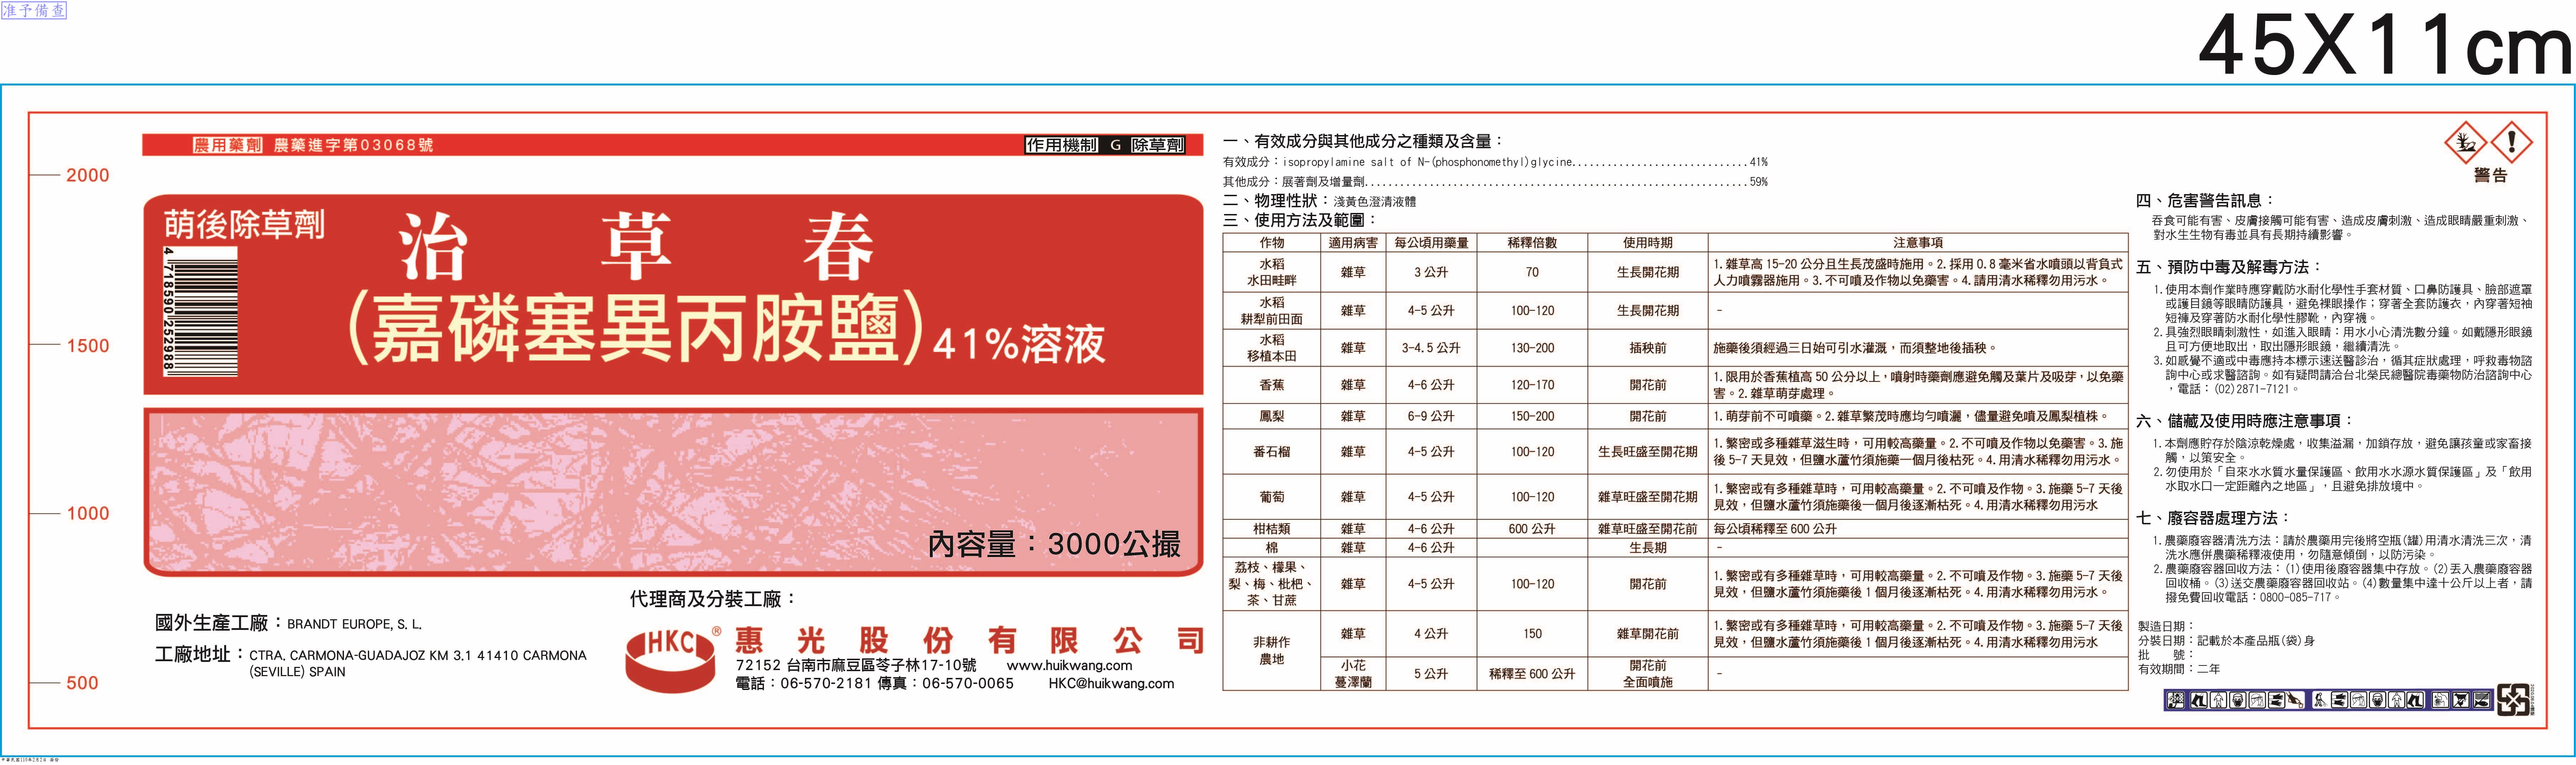 准予備查
45X11cm
農用藥劑 農藥進字第03068號
作用機制 G 除草劑
2000
1500
1000
500
萌後除草劑
治草春
(嘉磷塞異丙胺鹽)41%溶液
4 718590 252988
內容量：3000公撮
國外生產工廠：BRANDT EUROPE, S. L.
工廠地址：CTRA. CARMONA-GUADAJOZ KM 3.1 41410 CARMONA
(SEVILLE) SPAIN
代理商及分裝工廠：
HKC ® 惠光股份有限公司
72152 台南市麻豆區苓子林17-10號 www.huikwang.com
電話：06-570-2181 傳真：06-570-0065 HKC@huikwang.com
一、有效成分與其他成分之種類及含量：
有效成分：isopropylamine salt of N-(phosphonomethyl)glycine..............................41%
其他成分：展著劑及增量劑.................................................................59%
二、物理性狀：淺黃色澄清液體
三、使用方法及範圍：
作物 適用病害 每公頃用藥量 稀釋倍數 使用時期 注意事項
水稻
水田畦畔 雜草 3 公升 70 生長開花期 1.雜草高 15-20 公分且生長茂盛時施用。2.採用 0.8 毫米省水噴頭以背負式
人力噴霧器施用。3.不可噴及作物以免藥害。4.請用清水稀釋勿用污水。
水稻
耕犁前田面 雜草 4-5 公升 100-120 生長開花期 -
水稻
移植本田 雜草 3-4.5 公升 130-200 插秧前 施藥後須經過三日始可引水灌溉，而須整地後插秧。
香蕉 雜草 4-6 公升 120-170 開花前 1.限用於香蕉植高 50 公分以上，噴射時藥劑應避免觸及葉片及吸芽，以免藥
害。2.雜草萌芽處理。
鳳梨 雜草 6-9 公升 150-200 開花前 1.萌芽前不可噴藥。2.雜草繁茂時應均勻噴灑，儘量避免噴及鳳梨植株。
番石榴 雜草 4-5 公升 100-120 生長旺盛至開花期 1.繁密或多種雜草滋生時，可用較高藥量。2.不可噴及作物以免藥害。3.施
後 5-7 天見效，但鹽水蘆竹須施藥一個月後枯死。4.用清水稀釋勿用污水。
葡萄 雜草 4-5 公升 100-120 雜草旺盛至開花期 1.繁密或有多種雜草時，可用較高藥量。2.不可噴及作物。3.施藥 5-7 天後
見效，但鹽水蘆竹須施藥後一個月後逐漸枯死。4.用清水稀釋勿用污水
柑桔類 雜草 4-6 公升 600 公升 雜草旺盛至開花前 每公頃稀釋至 600 公升
棉 雜草 4-6 公升 生長期 -
荔枝、檬果、
梨、梅、枇杷、
茶、甘蔗 雜草 4-5 公升 100-120 開花前 1.繁密或有多種雜草時，可用較高藥量。2.不可噴及作物。3.施藥 5-7 天後
見效，但鹽水蘆竹須施藥後 1 個月後逐漸枯死。4.用清水稀釋勿用污水。
非耕作
農地 雜草 4 公升 150 雜草開花前 1.繁密或有多種雜草時，可用較高藥量。2.不可噴及作物。3.施藥 5-7 天後
見效，但鹽水蘆竹須施藥後 1 個月後逐漸枯死。4.用清水稀釋勿用污水
小花
蔓澤蘭 5 公升 稀釋至 600 公升 開花前
全面噴施 -
警告
四、危害警告訊息：
吞食可能有害、皮膚接觸可能有害、造成皮膚刺激、造成眼睛嚴重刺激、
對水生生物有毒並具有長期持續影響。
五、預防中毒及解毒方法：
1.使用本劑作業時應穿戴防水耐化學性手套材質、口鼻防護具、臉部遮罩
或護目鏡等眼睛防護具，避免裸眼操作；穿著全套防護衣，內穿著短袖
短褲及穿著防水耐化學性膠靴，內穿襪。
2.具強烈眼睛刺激性，如進入眼睛：用水小心清洗數分鐘。如戴隱形眼鏡
且可方便地取出，取出隱形眼鏡，繼續清洗。
3.如感覺不適或中毒應持本標示速送醫診治，循其症狀處理，呼救毒物諮
詢中心或求醫諮詢。如有疑問請洽台北榮民總醫院毒藥物防治諮詢中心
，電話：(02)2871-7121。
六、儲藏及使用時應注意事項：
1.本劑應貯存於陰涼乾燥處，收集溢漏，加鎖存放，避免讓孩童或家畜接
觸，以策安全。
2.勿使用於「自來水水質水量保護區、飲用水水源水質保護區」及「飲用
水取水口一定距離內之地區」，且避免排放境中。
七、廢容器處理方法：
1.農藥廢容器清洗方法：請於農藥用完後將空瓶(罐)用清水清洗三次，清
洗水應併農藥稀釋液使用，勿隨意傾倒，以防污染。
2.農藥廢容器回收方法：(1)使用後廢容器集中存放。(2)丟入農藥廢容器
回收桶。(3)送交農藥廢容器回收站。(4)數量集中達十公斤以上者，請
撥免費回收電話：0800-085-717。
製造日期：
分裝日期：記載於本產品瓶(袋)身
批　　號：
有效期間：二年